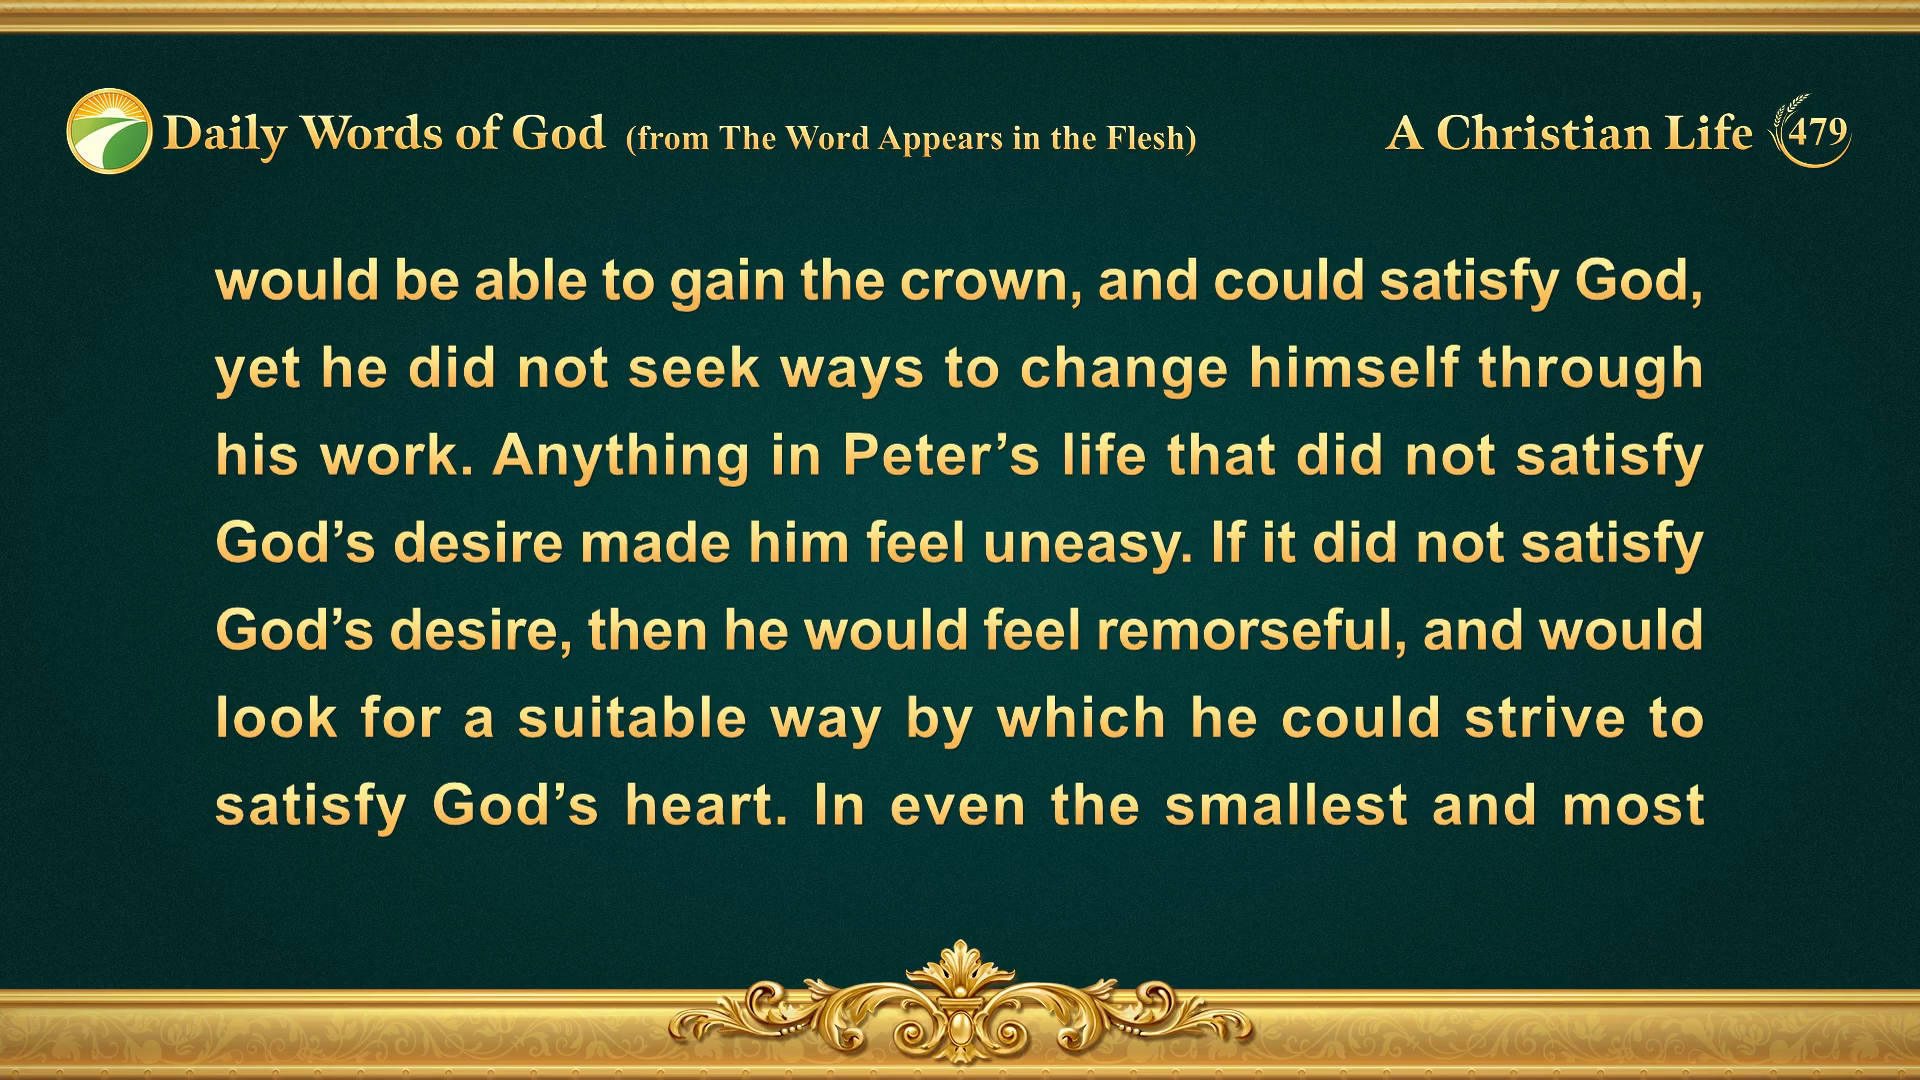 Daily Words of God (from The Word Appears in the Flesh) A Christian Life 479
would be able to gain the crown, and could satisfy God,
yet he did not seek ways to change himself through
his work. Anything in Peter’s life that did not satisfy
God’s desire made him feel uneasy. If it did not satisfy
God’s desire, then he would feel remorseful, and would
look for a suitable way by which he could strive to
satisfy God’s heart. In even the smallest and most